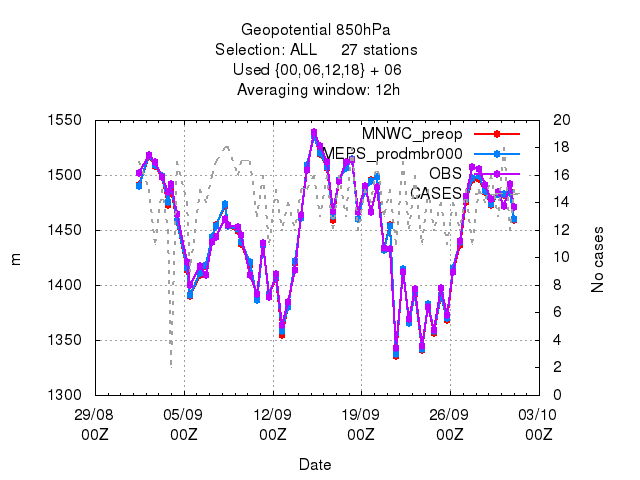 Geopotential 850hPa
Selection: ALL 27 stations
Used {00,06,12,18} + 06
Averaging window: 12h
1550
1500
1450
1400
1350
1300
m
20
18
16
14
12
10
8
6
4
2
0
No cases
MNWC_preop
MEPS_prodmbr000
OBS
CASES
29/08 05/09 12/09 19/09 26/09 03/10
00Z 00Z 00Z 00Z 00Z 00Z
Date